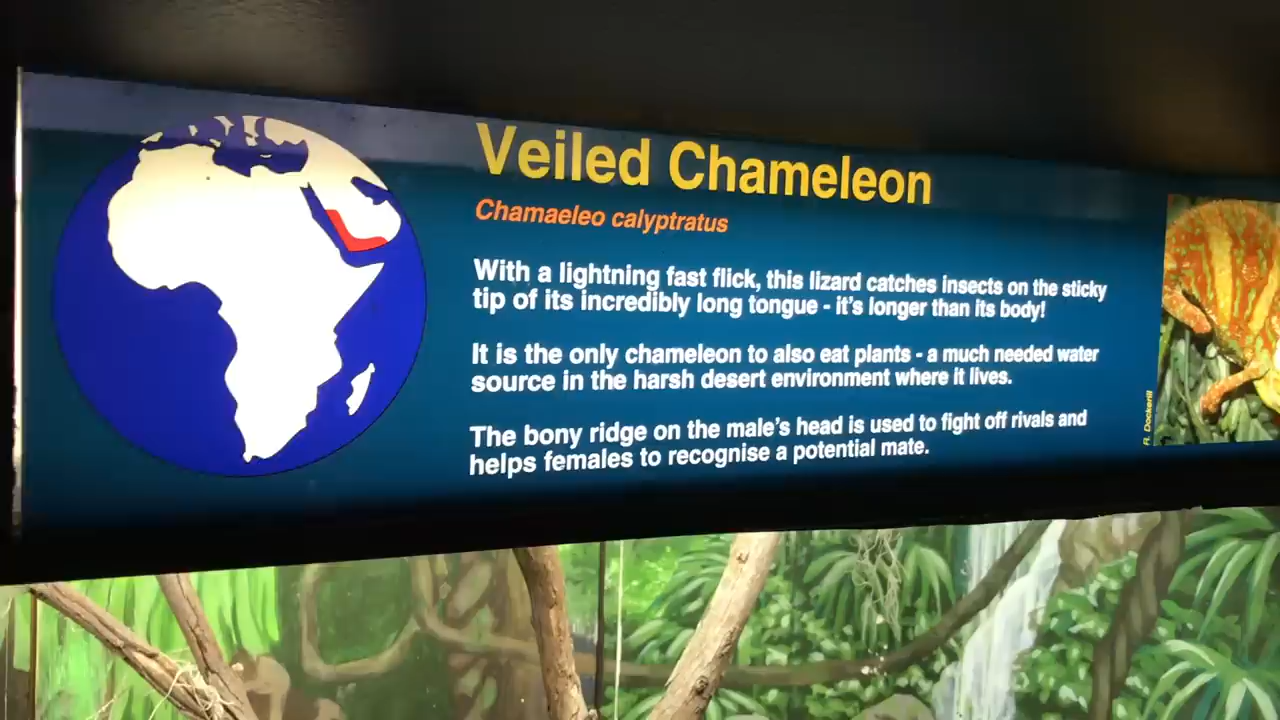 Veiled Chameleon
Chamaeleo calyptratus
With a lightning fast flick, this lizard catches insects on the sticky
tip of its incredibly long tongue - it's longer than its body!
It is the only chameleon to also eat plants - a much needed water
source in the harsh desert environment where it lives.
The bony ridge on the male's head is used to fight off rivals and
helps females to recognise a potential mate.
R. Dockerill